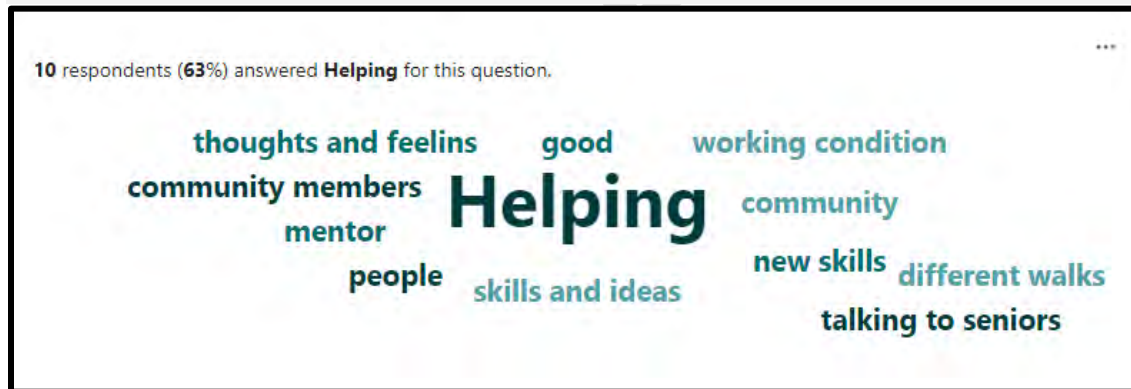 10 respondents (63%) answered Helping for this question.
...
thoughts and feelins good working condition
community members Helping community
mentor
people skills and ideas new skills different walks
talking to seniors